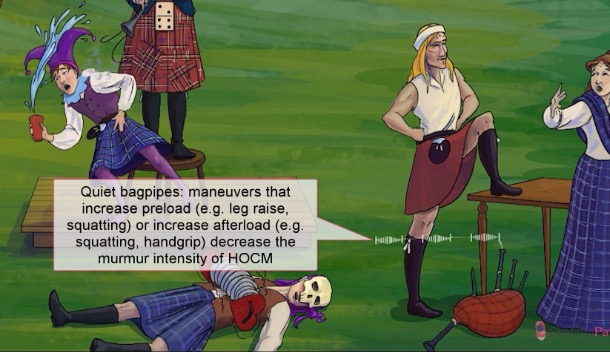 Quiet bagpipes: maneuvers that
increase preload (e.g. leg raise,
squatting) or increase afterload (e.g.
squatting, handgrip) decrease the
murmur intensity of HOCM